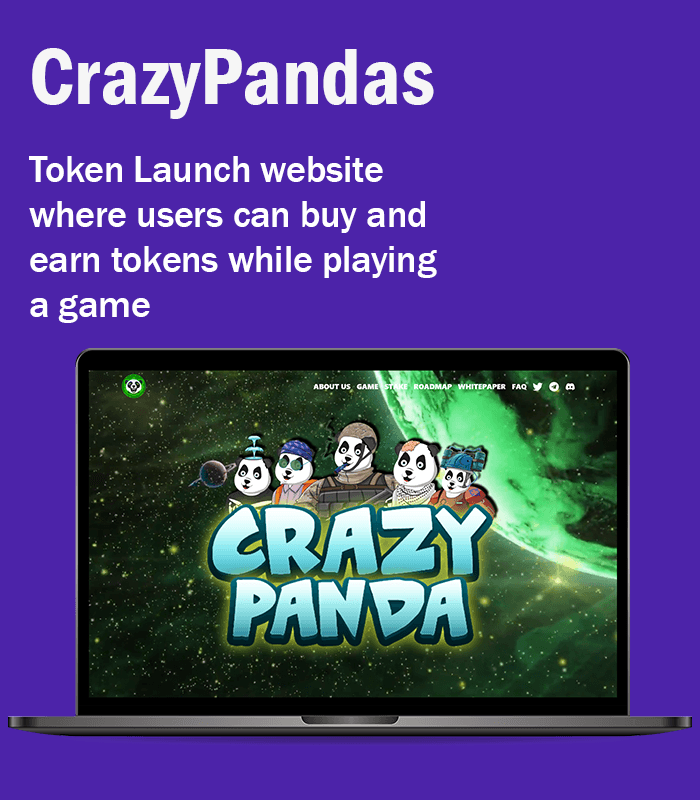 CrazyPandas
Token Launch website
where users can buy and
earn tokens while playing
a game
ABOUT US GAME STAKE ROADMAP WHITEPAPER FAQ
CRAZY
PANDA